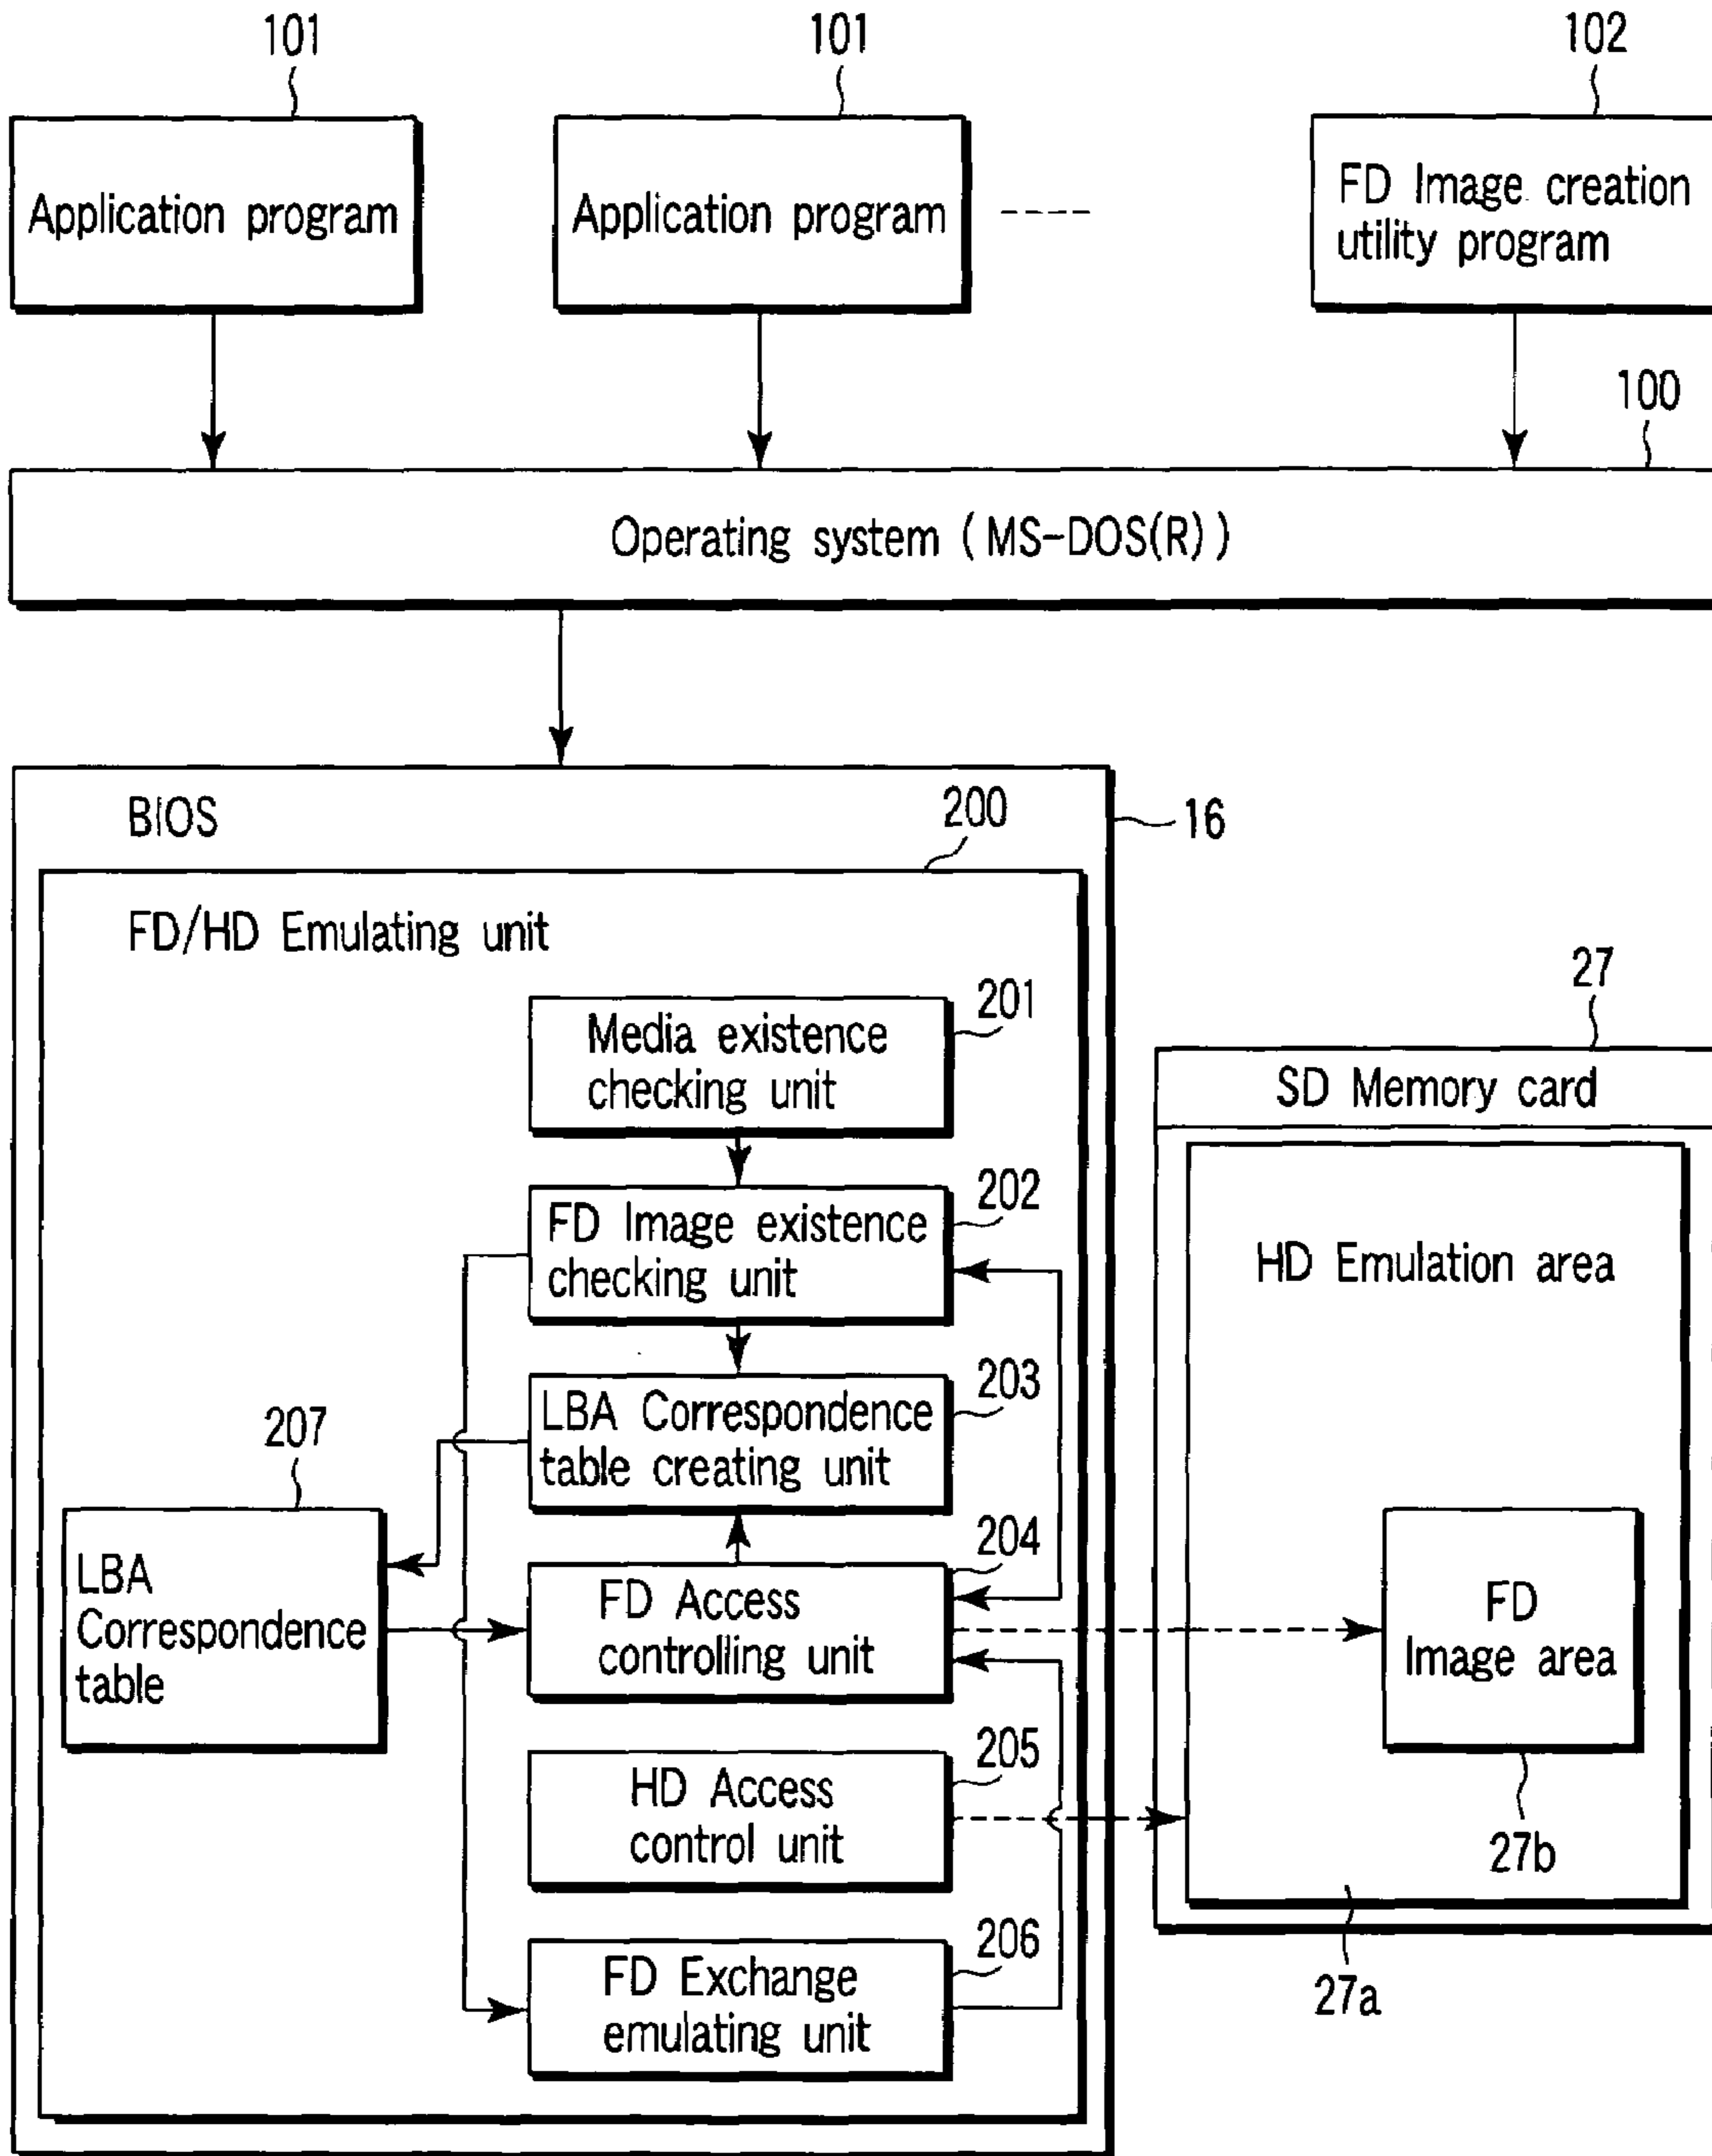 101
101
102
Application program
Application program
FD Image creation
utility program
100
Operating system (MS-DOS(R))
BIOS
200
16
FD/HD Emulating unit
201
Media existence
checking unit
27
SD Memory card
202
FD Image existence
checking unit
HD Emulation area
203
LBA Correspondence
table creating unit
207
LBA
Correspondence
table
204
FD Access
controlling unit
FD
Image area
205
HD Access
control unit
27b
206
FD Exchange
emulating unit
27a